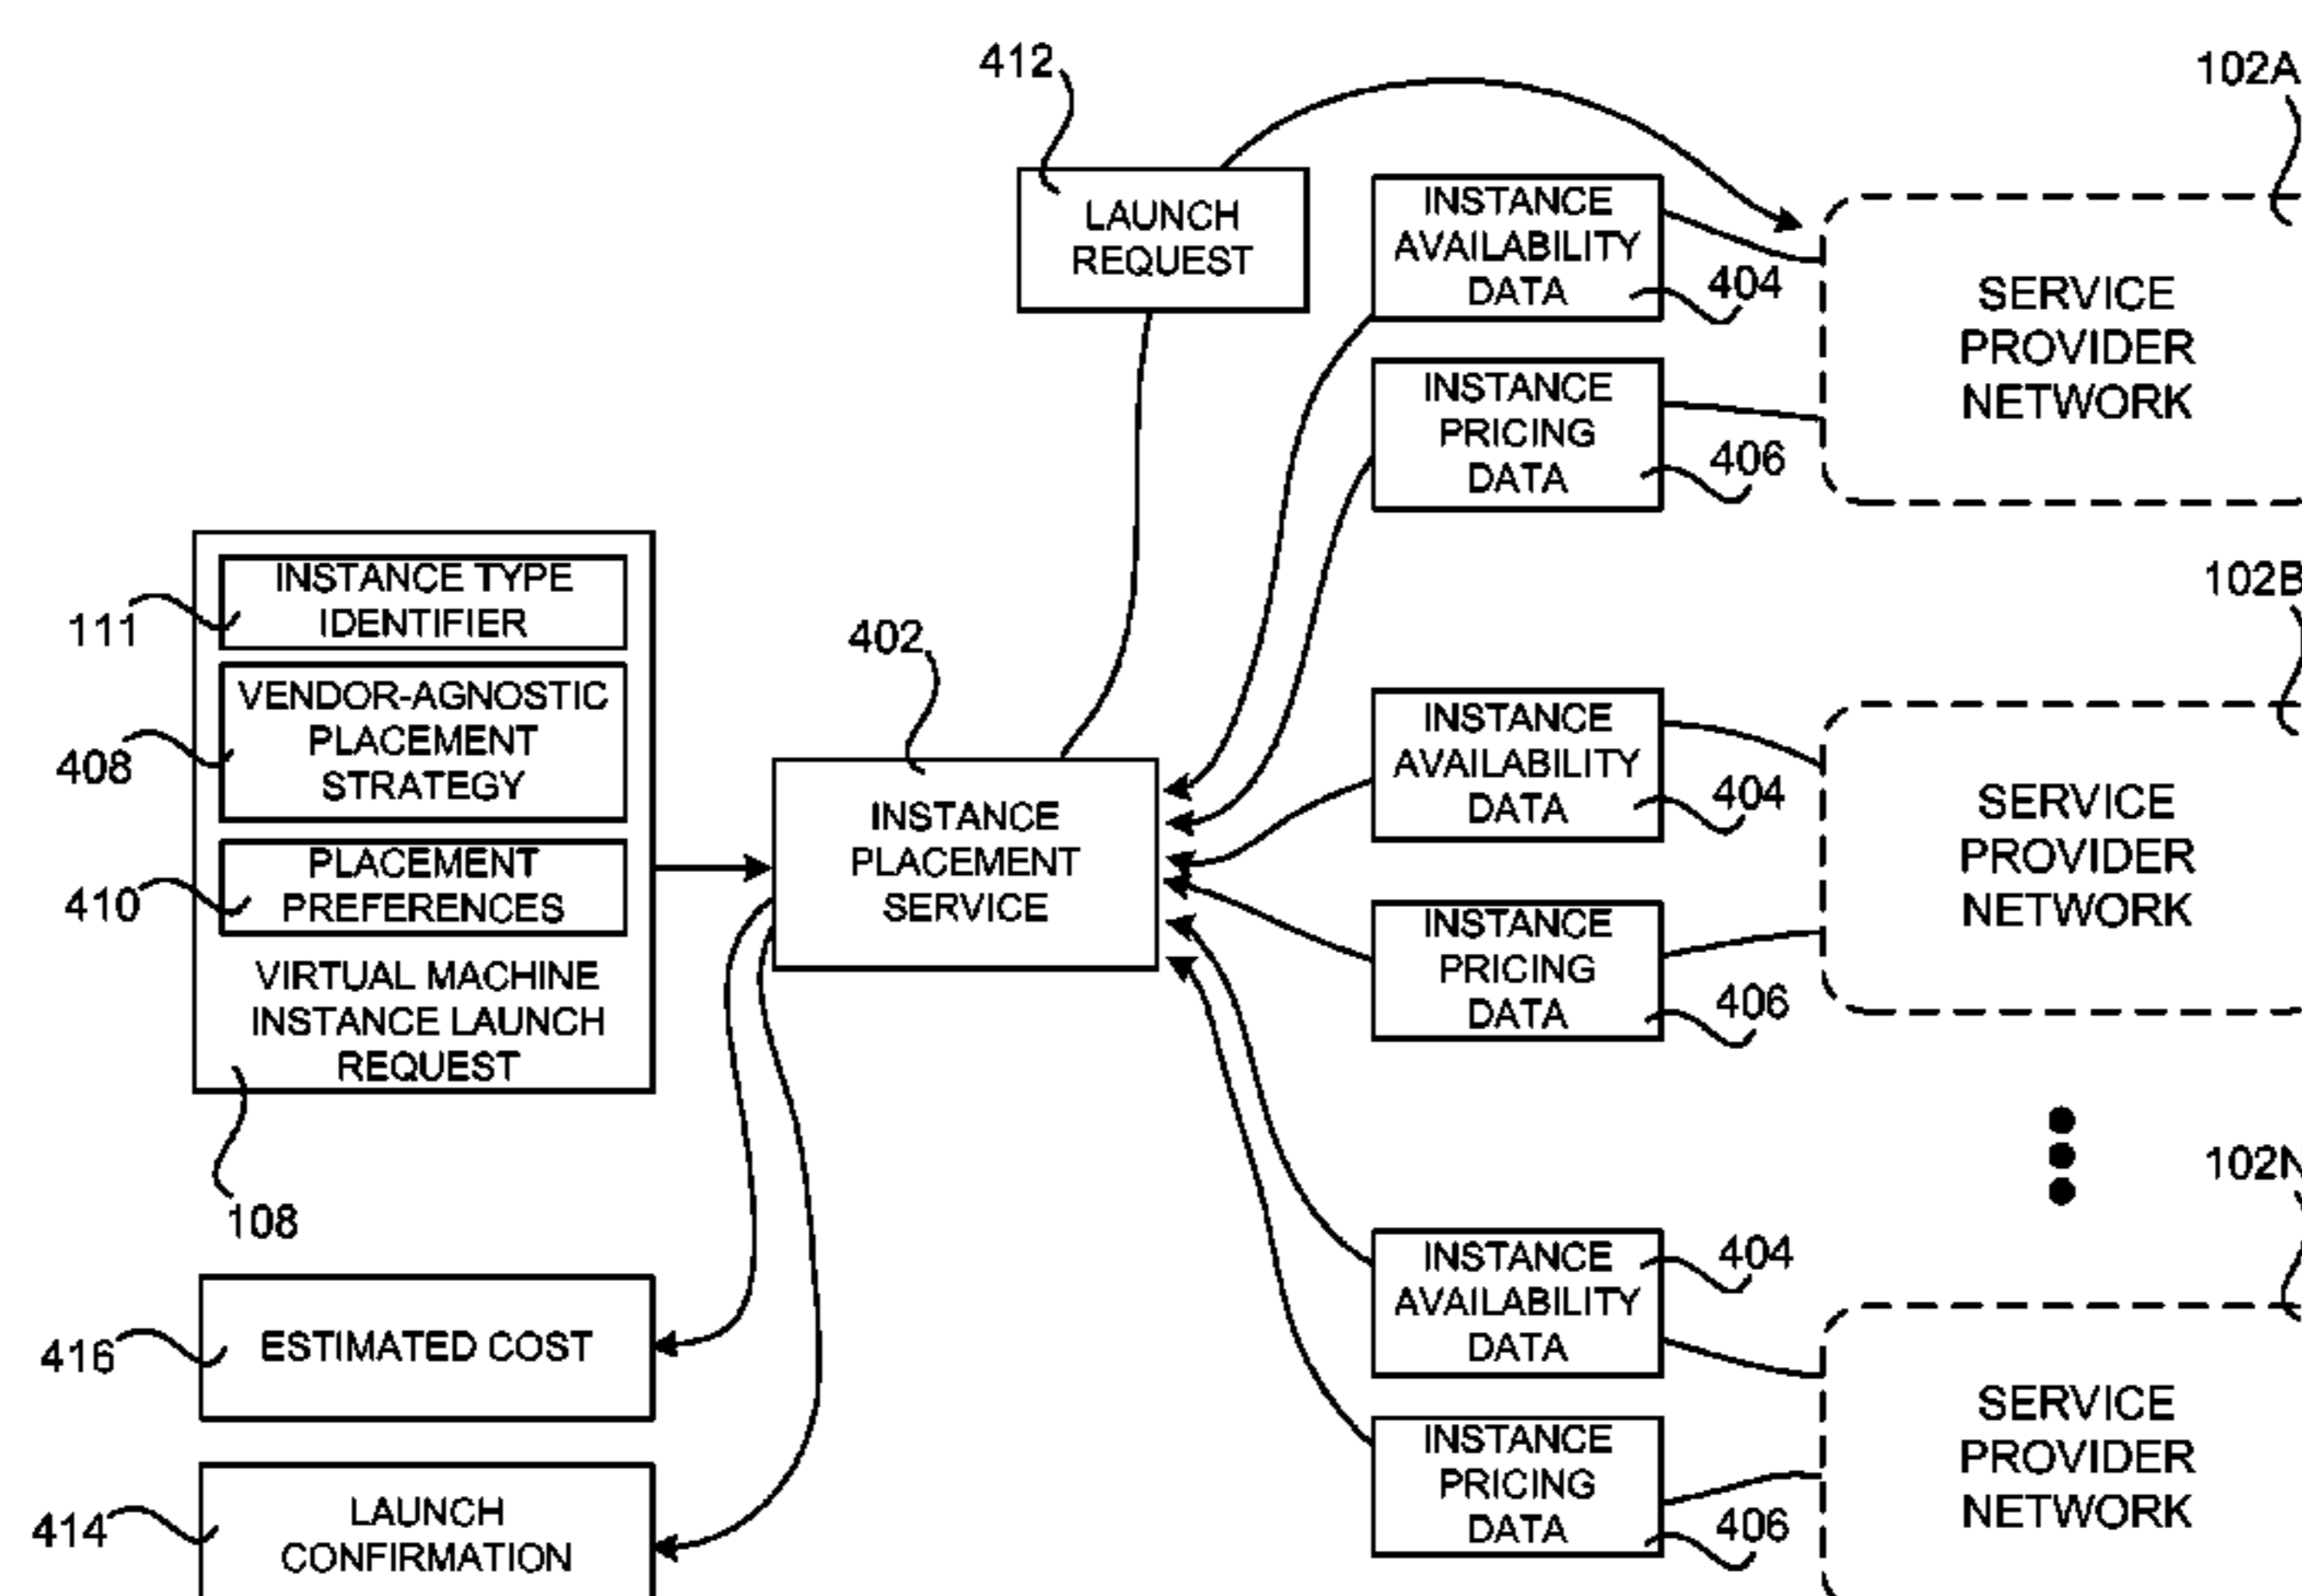 412
102A
LAUNCH
REQUEST
INSTANCE
AVAILABILITY
DATA
404
INSTANCE
PRICING
DATA
406
SERVICE
PROVIDER
NETWORK
INSTANCE TYPE
IDENTIFIER
111
VENDOR-AGNOSTIC
PLACEMENT
STRATEGY
408
PLACEMENT
PREFERENCES
410
VIRTUAL MACHINE
INSTANCE LAUNCH
REQUEST
108
402
INSTANCE
PLACEMENT
SERVICE
102B
INSTANCE
AVAILABILITY
DATA
404
INSTANCE
PRICING
DATA
406
SERVICE
PROVIDER
NETWORK
102N
INSTANCE
AVAILABILITY
DATA
404
INSTANCE
PRICING
DATA
406
SERVICE
PROVIDER
NETWORK
416
ESTIMATED COST
414
LAUNCH
CONFIRMATION